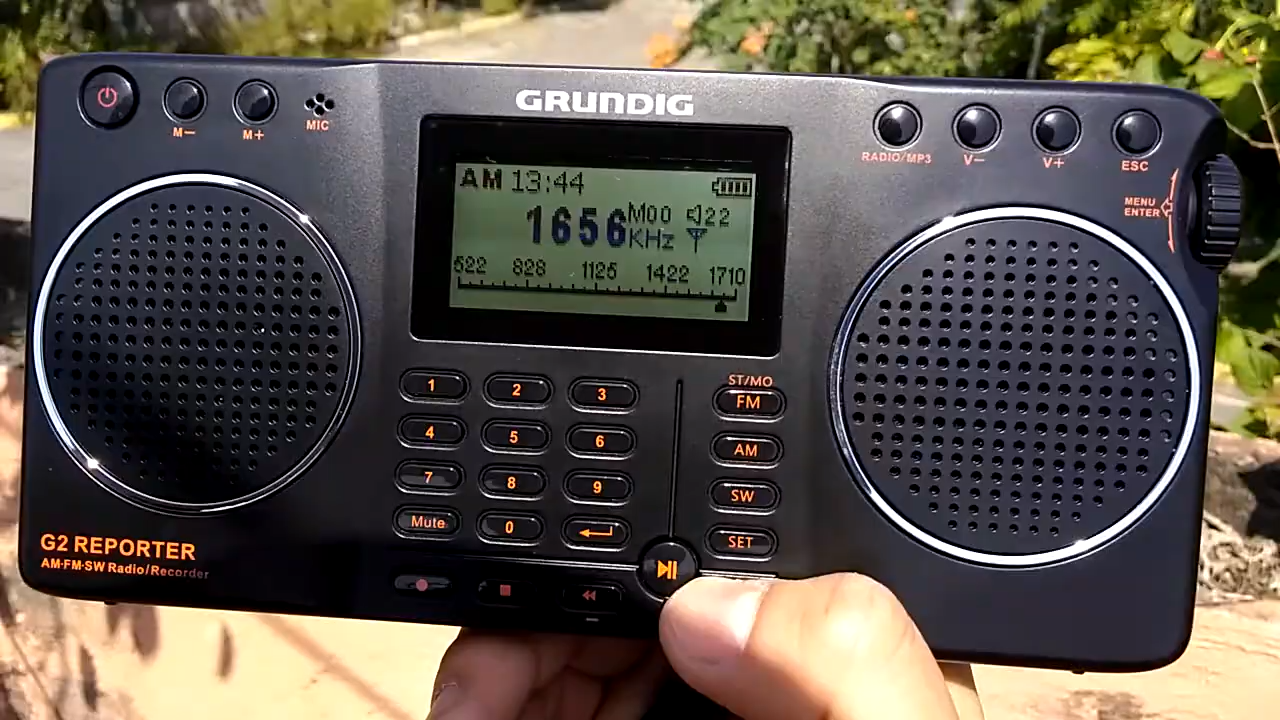 GRUNDIG
M− M+ MIC
RADIO/MP3 V− V+ ESC
MENU
ENTER
AM 13:44
1656 KHz M00 22
522 828 1125 1422 1710
1 2 3
4 5 6
7 8 9
Mute 0
ST/MO
FM
AM
SW
SET
G2 REPORTER
AM·FM·SW Radio/Recorder